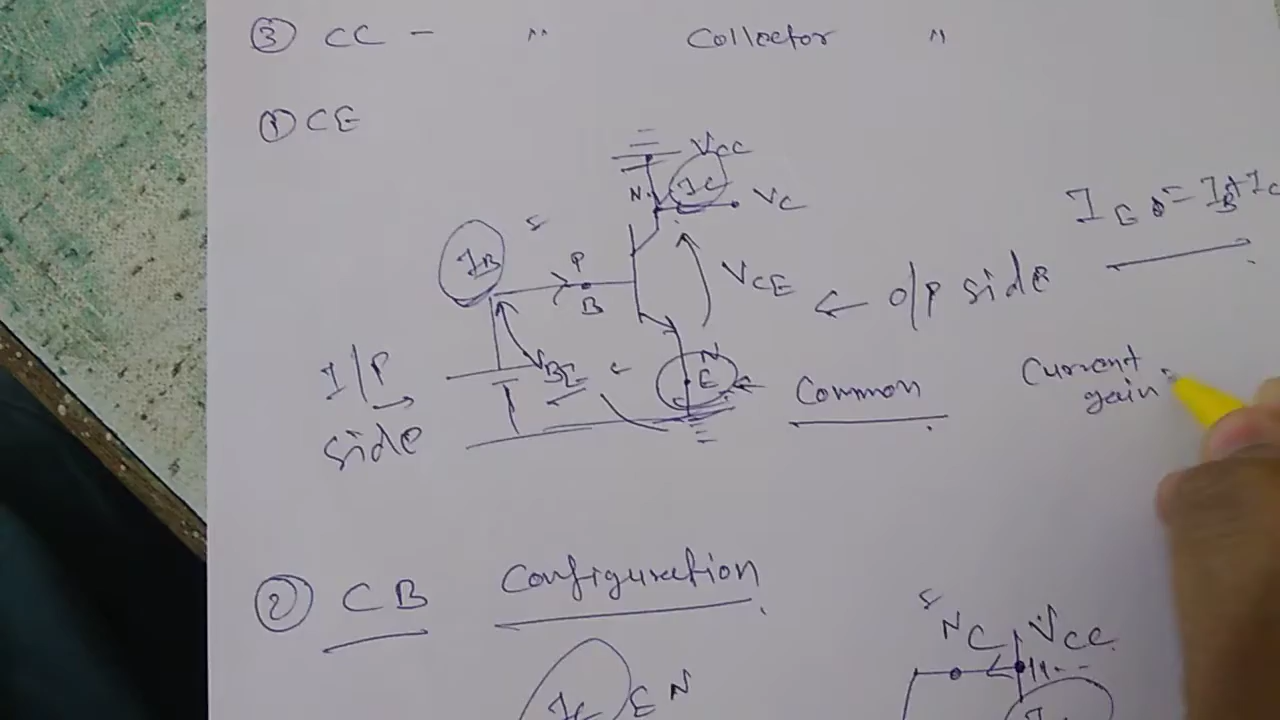 ③ CC - " Collector "
① CE
VCC
N IC
VC
IE = IB+IC
IB
P
B
VCE ← o/p side
I/P →
side
VBE
N
E ← Common
Current
gain =
② CB Configuration
N C VCC
E N